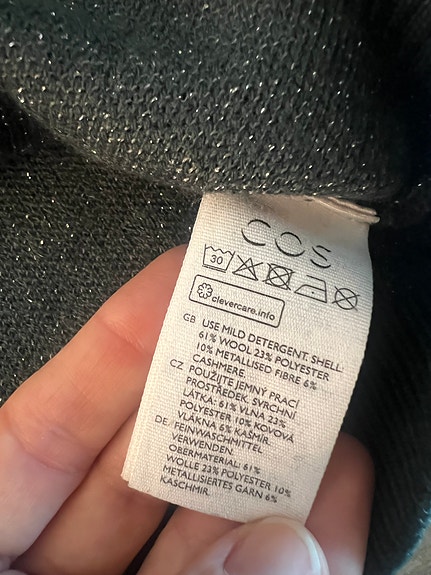 COS
30
clevercare.info
GB USE MILD DETERGENT. SHELL
61% WOOL 23% POLYESTER
10% METALLISED FIBRE 6%
CASHMERE.
CZ POUŽIJTE JEMNÝ PRACÍ
PROSTŘEDEK. SVRCHNÍ
LÁTKA: 61% VLNA 23%
POLYESTER 10% KOVOVÁ
VLÁKNA 6% KAŠMÍR
DE FEINWASCHMITTEL
VERWENDEN.
OBERMATERIAL: 61%
WOLLE 23% POLYESTER 10%
METALLISIERTES GARN 6%
KASCHMIR.